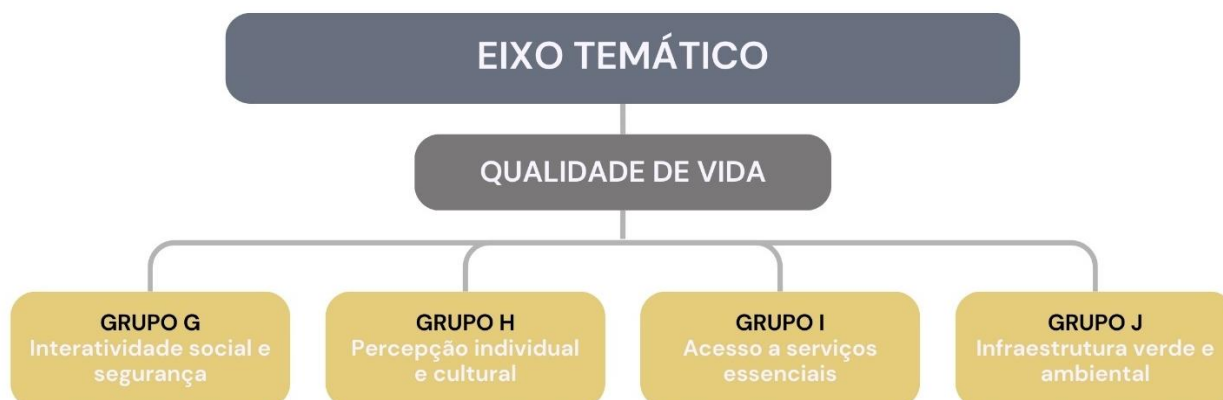 EIXO TEMÁTICO
QUALIDADE DE VIDA
GRUPO G
Interatividade social e
segurança
GRUPO H
Percepção individual
e cultural
GRUPO I
Acesso a serviços
essenciais
GRUPO J
Infraestrutura verde e
ambiental